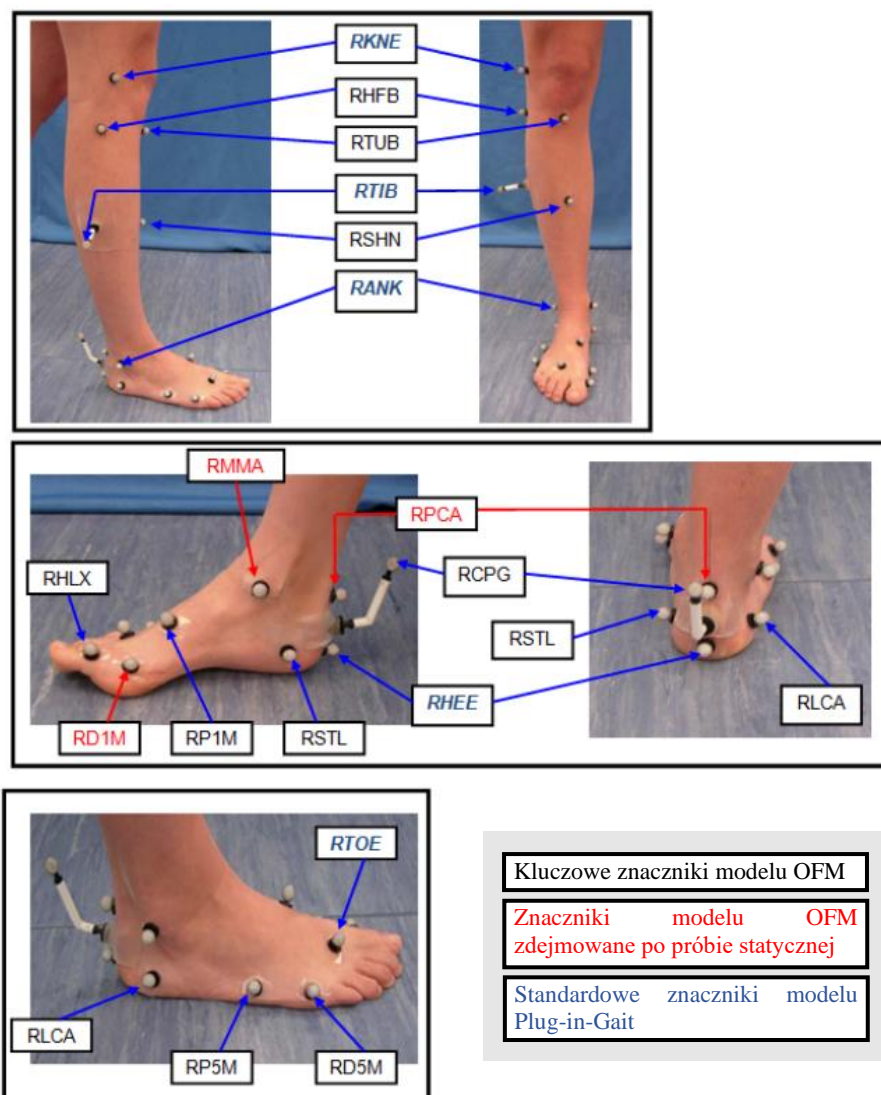 RKNE
RHFB
RTUB
RTIB
RSHN
RANK
RMMA
RPCA
RHLX
RCPG
RSTL
RHEE
RLCA
RD1M
RP1M
RSTL
RTOE
RLCA
RP5M
RD5M
Kluczowe znaczniki modelu OFM
Znaczniki modelu OFM
zdejmowane po próbie statycznej
Standardowe znaczniki modelu
Plug-in-Gait